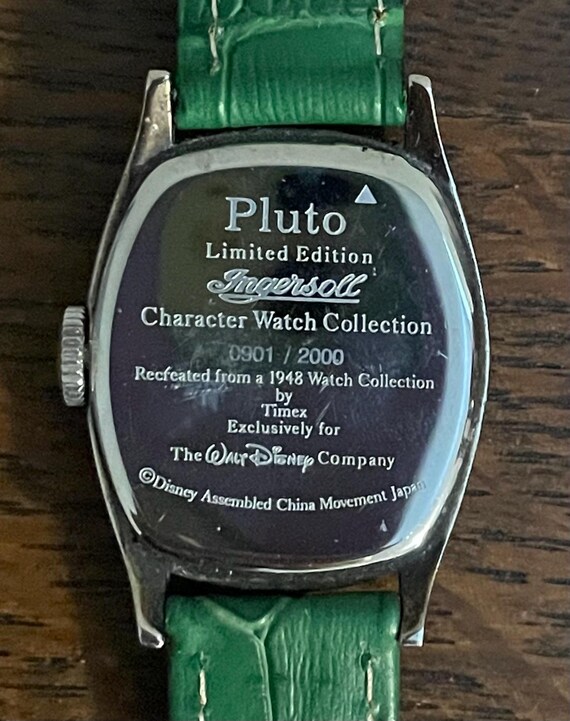 Pluto
Limited Edition
Ingersoll
Character Watch Collection
0901 / 2000
Recfeated from a 1948 Watch Collection
by
Timex
Exclusively for
The Walt Disney Company
©Disney Assembled China Movement Japan